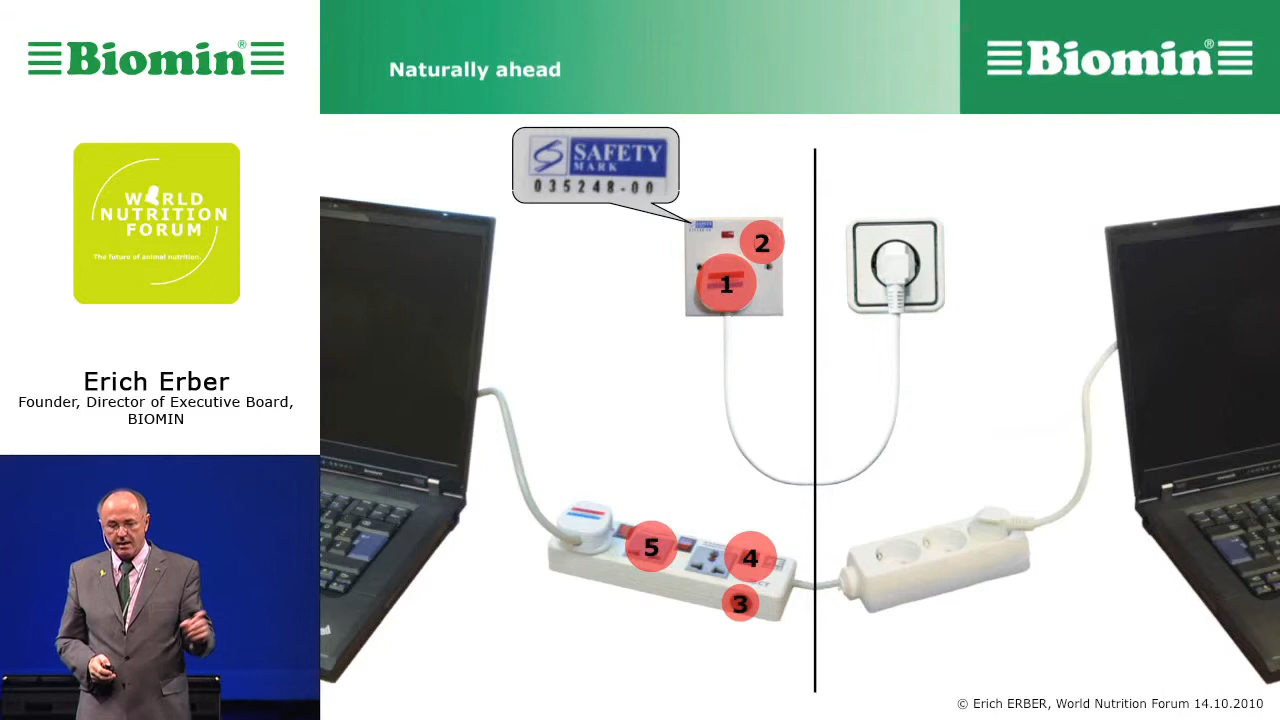 Biomin®
WORLD
NUTRITION
FORUM
The future of animal nutrition.
Erich Erber
Founder, Director of Executive Board,
BIOMIN
Naturally ahead
Biomin®
SAFETY
MARK
035248-00
2
1
5
4
3
© Erich ERBER, World Nutrition Forum 14.10.2010